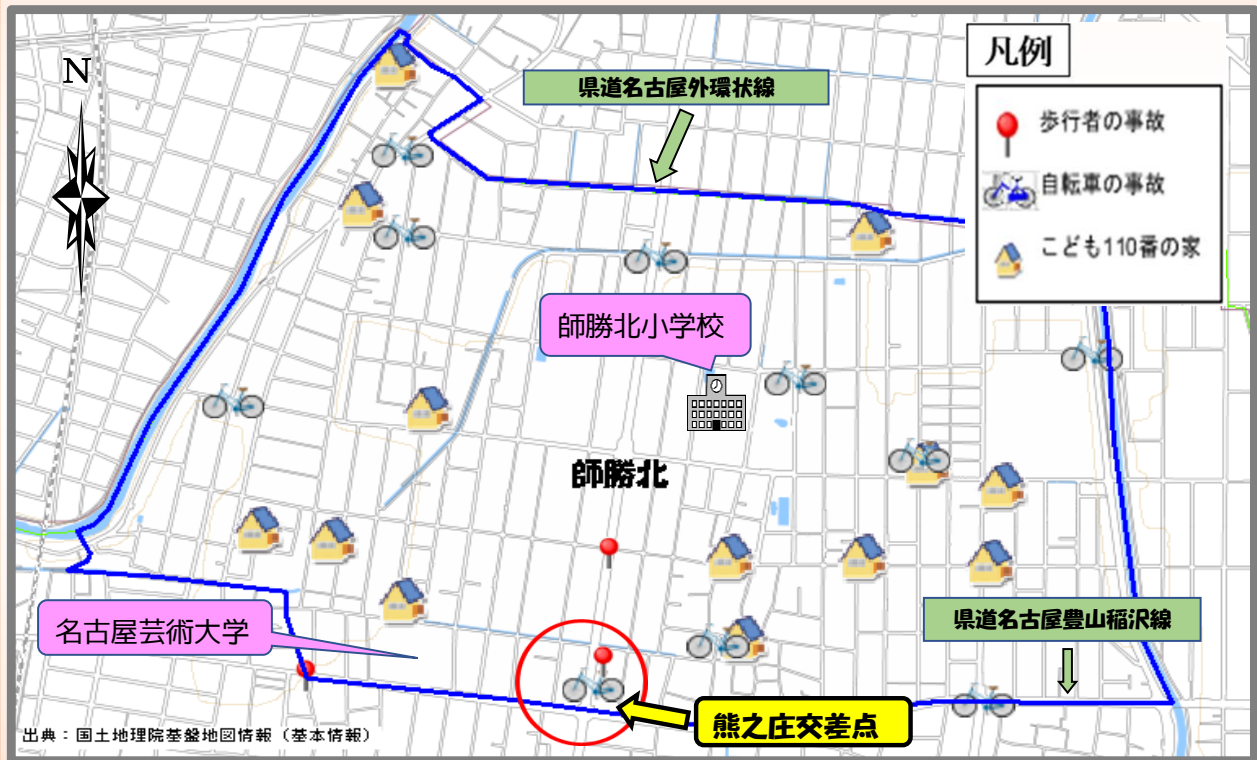 N
県道名古屋外環状線
凡例
歩行者の事故
自転車の事故
こども110番の家
師勝北小学校
師勝北
名古屋芸術大学
県道名古屋豊山稲沢線
熊之庄交差点
出典：国土地理院基盤地図情報（基本情報）